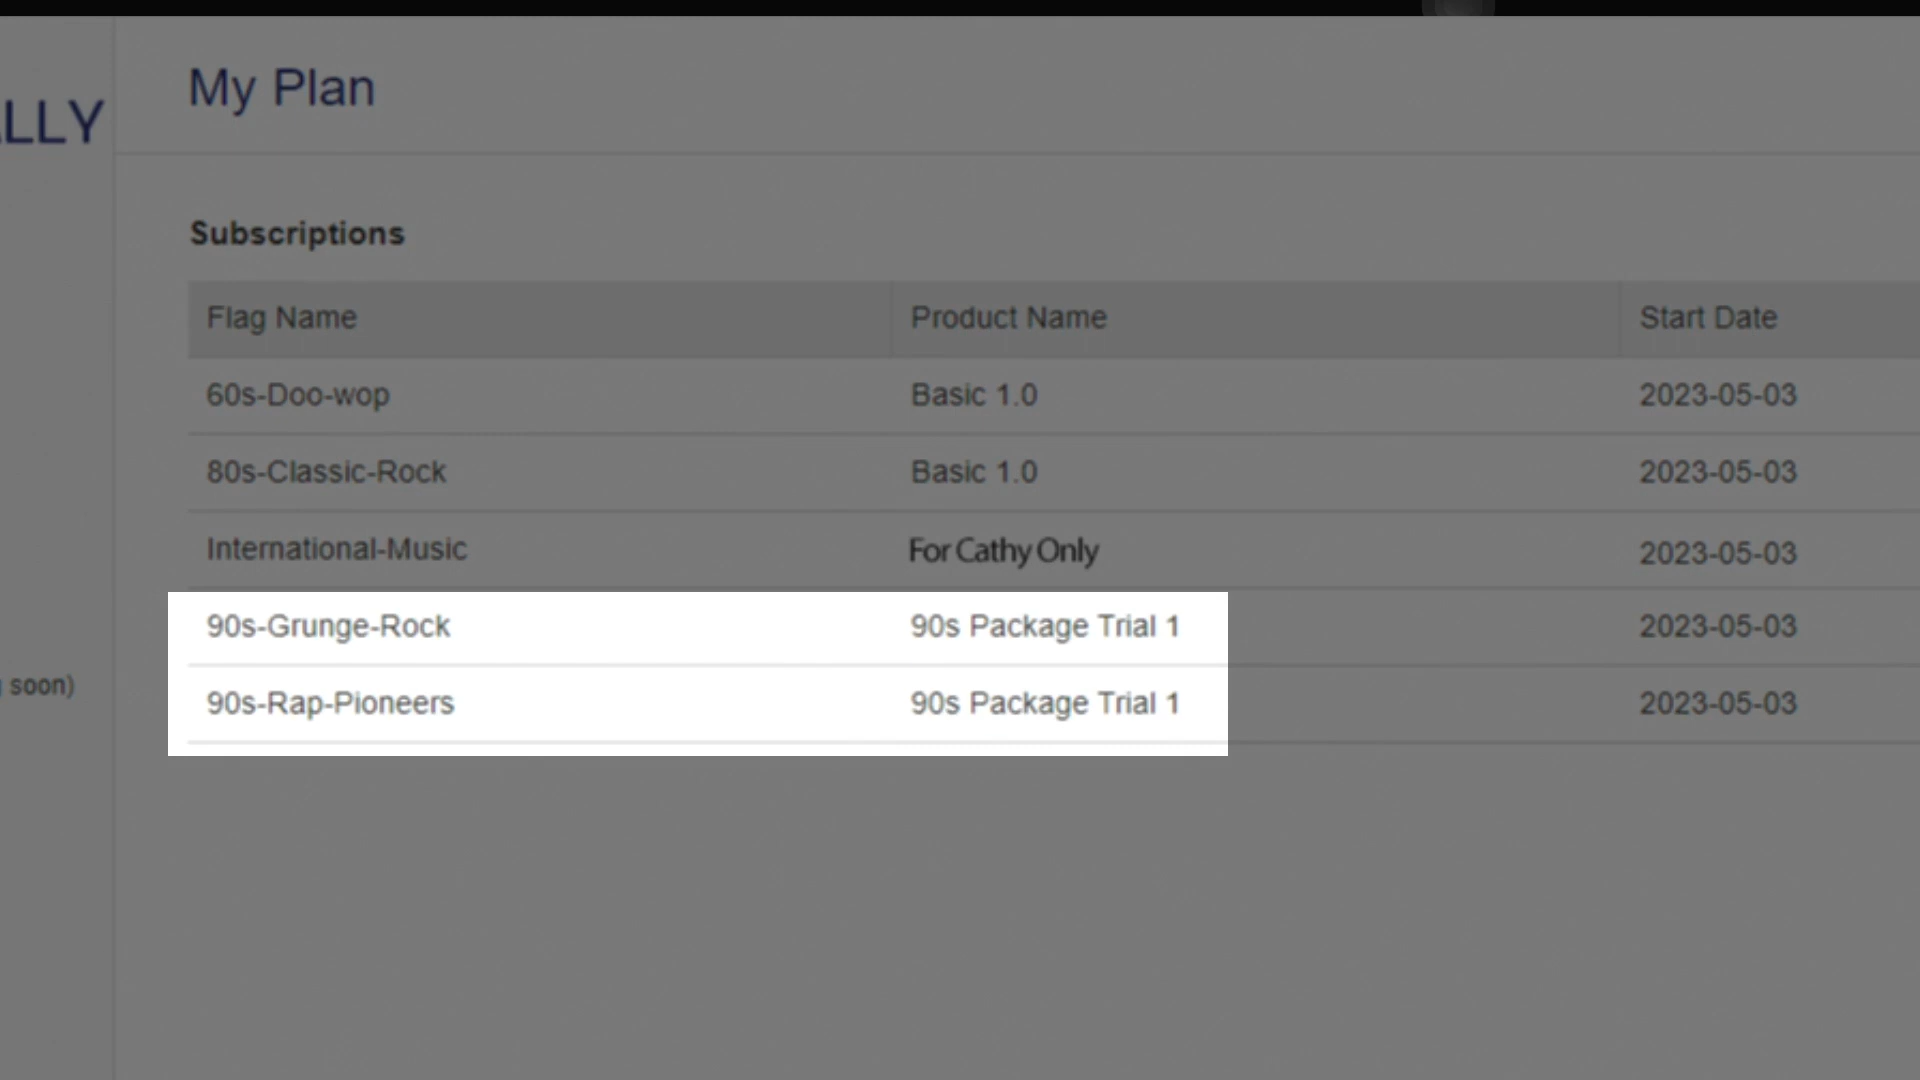 My Plan
LLY
Subscriptions
Flag Name Product Name Start Date
60s-Doo-wop Basic 1.0 2023-05-03
80s-Classic-Rock Basic 1.0 2023-05-03
International-Music For Cathy Only 2023-05-03
90s-Grunge-Rock 90s Package Trial 1 2023-05-03
soon)
90s-Rap-Pioneers 90s Package Trial 1 2023-05-03